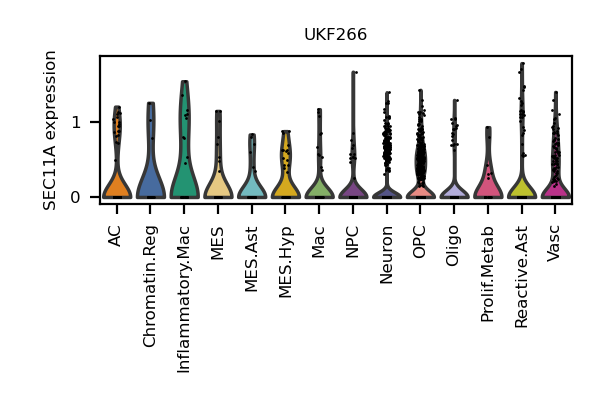 UKF266
SEC11A expression
1
0
AC
Chromatin.Reg
Inflammatory.Mac
MES
MES.Ast
MES.Hyp
Mac
NPC
Neuron
OPC
Oligo
Prolif.Metab
Reactive.Ast
Vasc